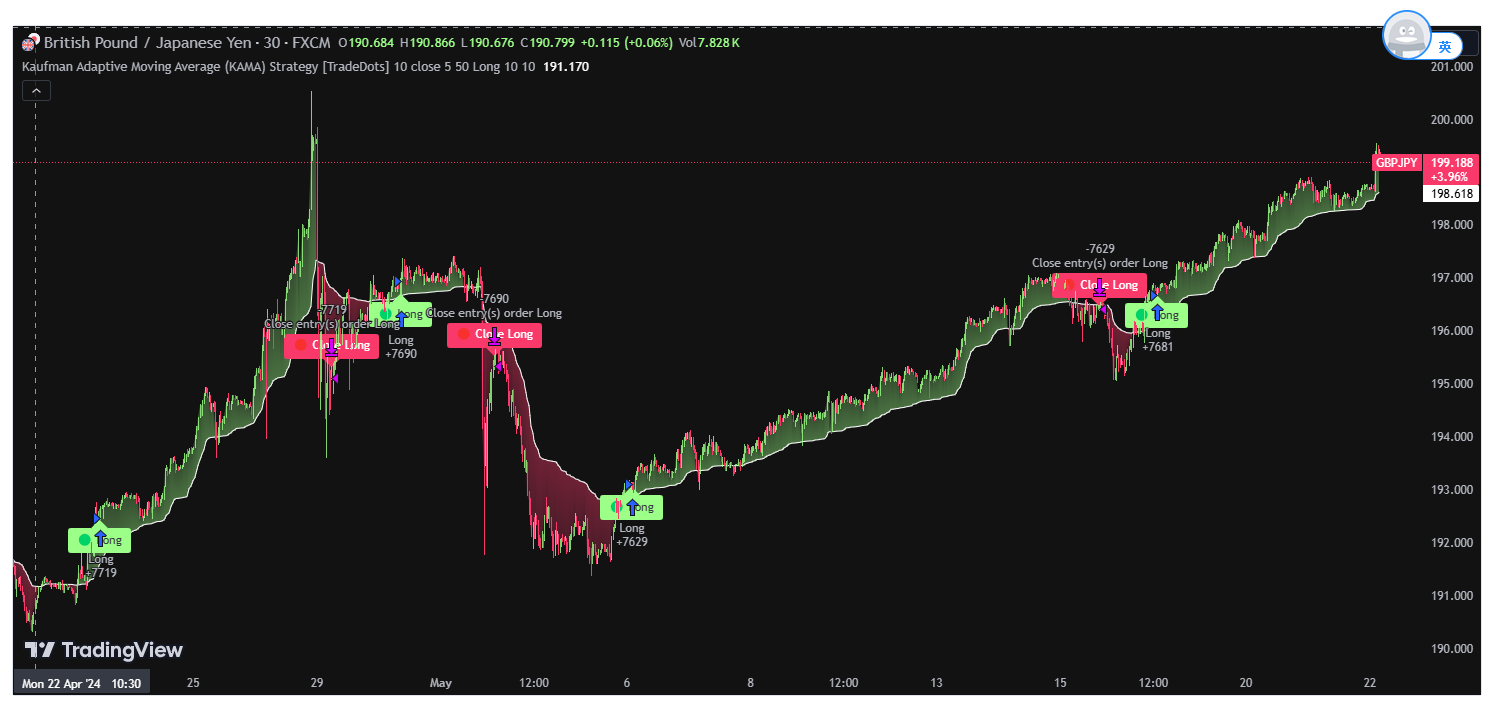 British Pound / Japanese Yen · 30 · FXCM O190.684 H190.866 L190.676 C190.799 +0.115 (+0.06%) Vol7.828 K
英
Kaufman Adaptive Moving Average (KAMA) Strategy [TradeDots] 10 close 5 50 Long 10 10 191.170
201.000
200.000
GBPJPY 199.188
+3.96%
198.618
198.000
197.000
196.000
195.000
194.000
193.000
192.000
191.000
190.000
-7719
Close entry(s) order Long
Close Long
Long
Long
+7690
-7690
Close entry(s) order Long
Close Long
-7629
Close entry(s) order Long
Close Long
Long
Long
+7681
Long
Long
+7629
Long
Long
+7719
TradingView
Mon 22 Apr '24 10:30
25
29
May
12:00
6
8
12:00
13
15
12:00
20
22